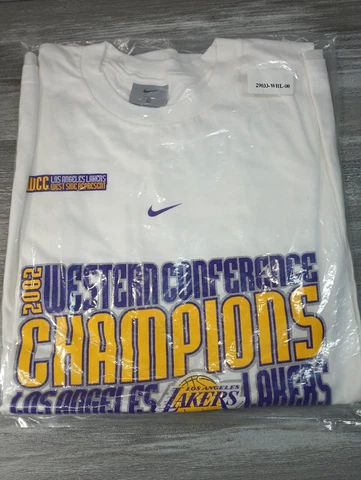 29033-WHL-00
NIKE
WCC LOS ANGELES LAKERS
WEST SIDE REPRESENT
2002 WESTERN CONFERENCE
CHAMPIONS
LOS ANGELES LAKERS
LOS ANGELES
LAKERS